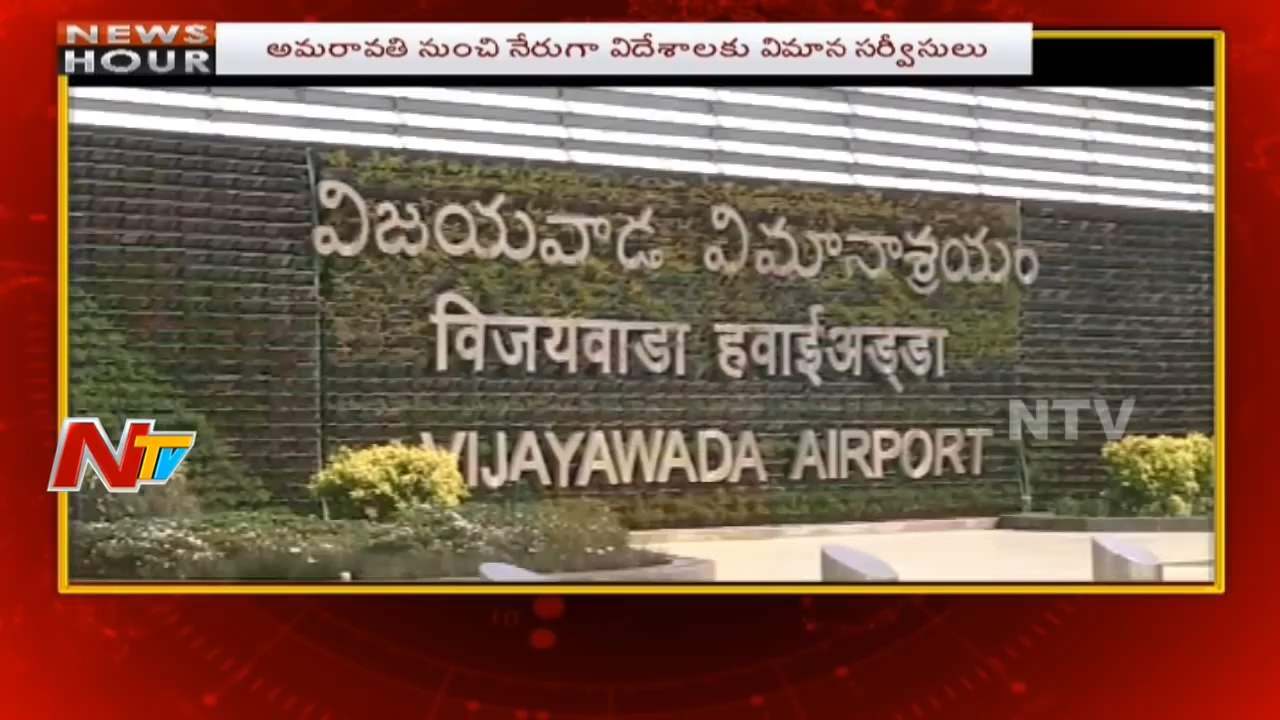 NEWS
HOUR
అమరావతి నుంచి నేరుగా విదేశాలకు విమాన సర్వీసులు
విజయవాడ విమానాశ్రయం
विजयवाडा हवाईअड्डा
VIJAYAWADA AIRPORT
NTV
NTV